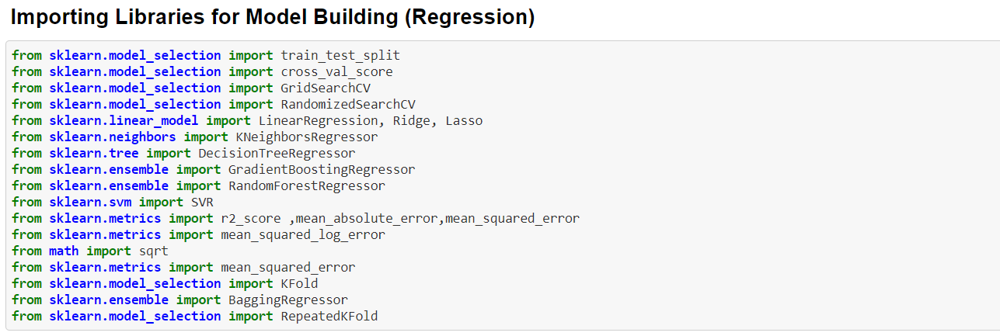 Importing Libraries for Model Building (Regression)
from sklearn.model_selection import train_test_split
from sklearn.model_selection import cross_val_score
from sklearn.model_selection import GridSearchCV
from sklearn.model_selection import RandomizedSearchCV
from sklearn.linear_model import LinearRegression, Ridge, Lasso
from sklearn.neighbors import KNeighborsRegressor
from sklearn.tree import DecisionTreeRegressor
from sklearn.ensemble import GradientBoostingRegressor
from sklearn.ensemble import RandomForestRegressor
from sklearn.svm import SVR
from sklearn.metrics import r2_score ,mean_absolute_error,mean_squared_error
from sklearn.metrics import mean_squared_log_error
from math import sqrt
from sklearn.metrics import mean_squared_error
from sklearn.model_selection import KFold
from sklearn.ensemble import BaggingRegressor
from sklearn.model_selection import RepeatedKFold